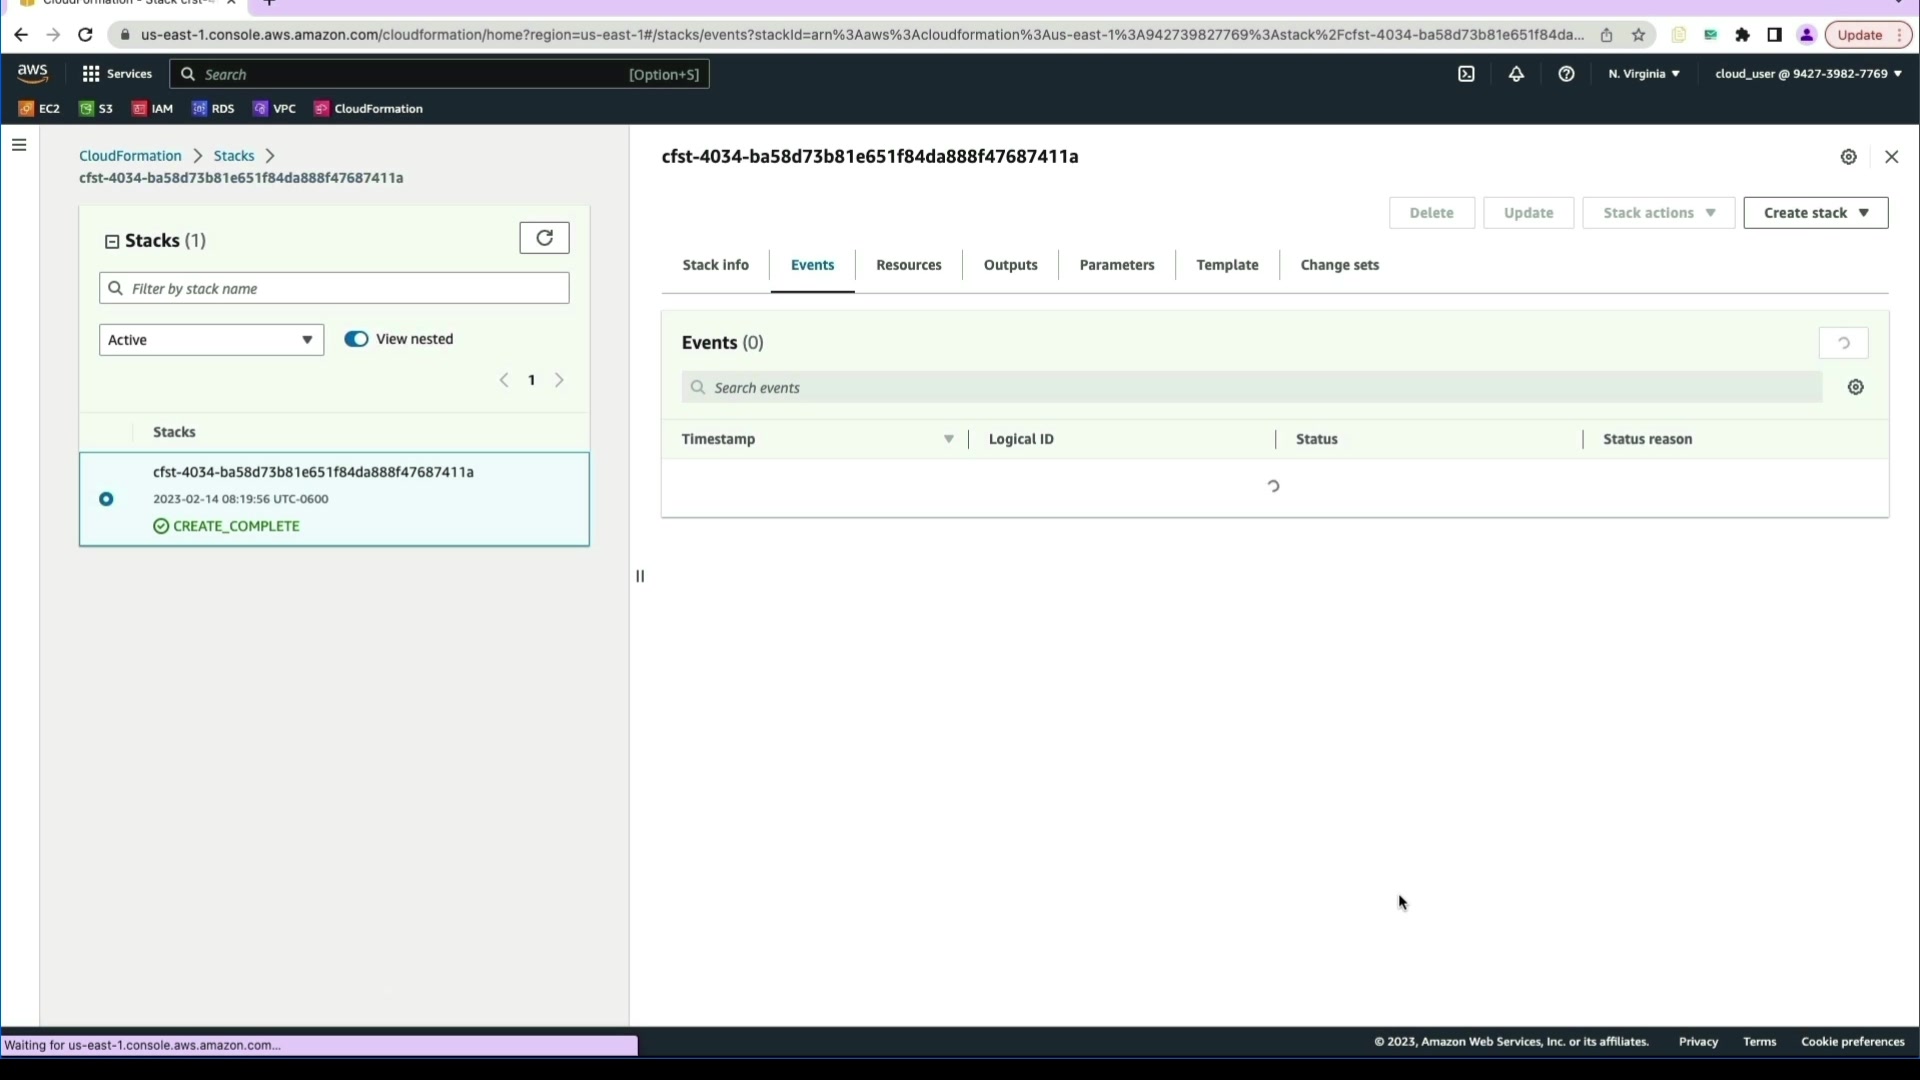 CloudFormation - Stack cfst-4
us-east-1.console.aws.amazon.com/cloudformation/home?region=us-east-1#/stacks/events?stackId=arn%3Aaws%3Acloudformation%3Aus-east-1%3A942739827769%3Astack%2Fcfst-4034-ba58d73b81e651f84da...
Update
aws
Services
Search
[Option+S]
N. Virginia
cloud_user @ 9427-3982-7769
EC2
S3
IAM
RDS
VPC
CloudFormation
CloudFormation
Stacks
cfst-4034-ba58d73b81e651f84da888f47687411a
Stacks (1)
Filter by stack name
Active
View nested
1
Stacks
cfst-4034-ba58d73b81e651f84da888f47687411a
2023-02-14 08:19:56 UTC-0600
CREATE_COMPLETE
cfst-4034-ba58d73b81e651f84da888f47687411a
Delete
Update
Stack actions
Create stack
Stack info
Events
Resources
Outputs
Parameters
Template
Change sets
Events (0)
Search events
Timestamp
Logical ID
Status
Status reason
Waiting for us-east-1.console.aws.amazon.com...
© 2023, Amazon Web Services, Inc. or its affiliates.
Privacy
Terms
Cookie preferences